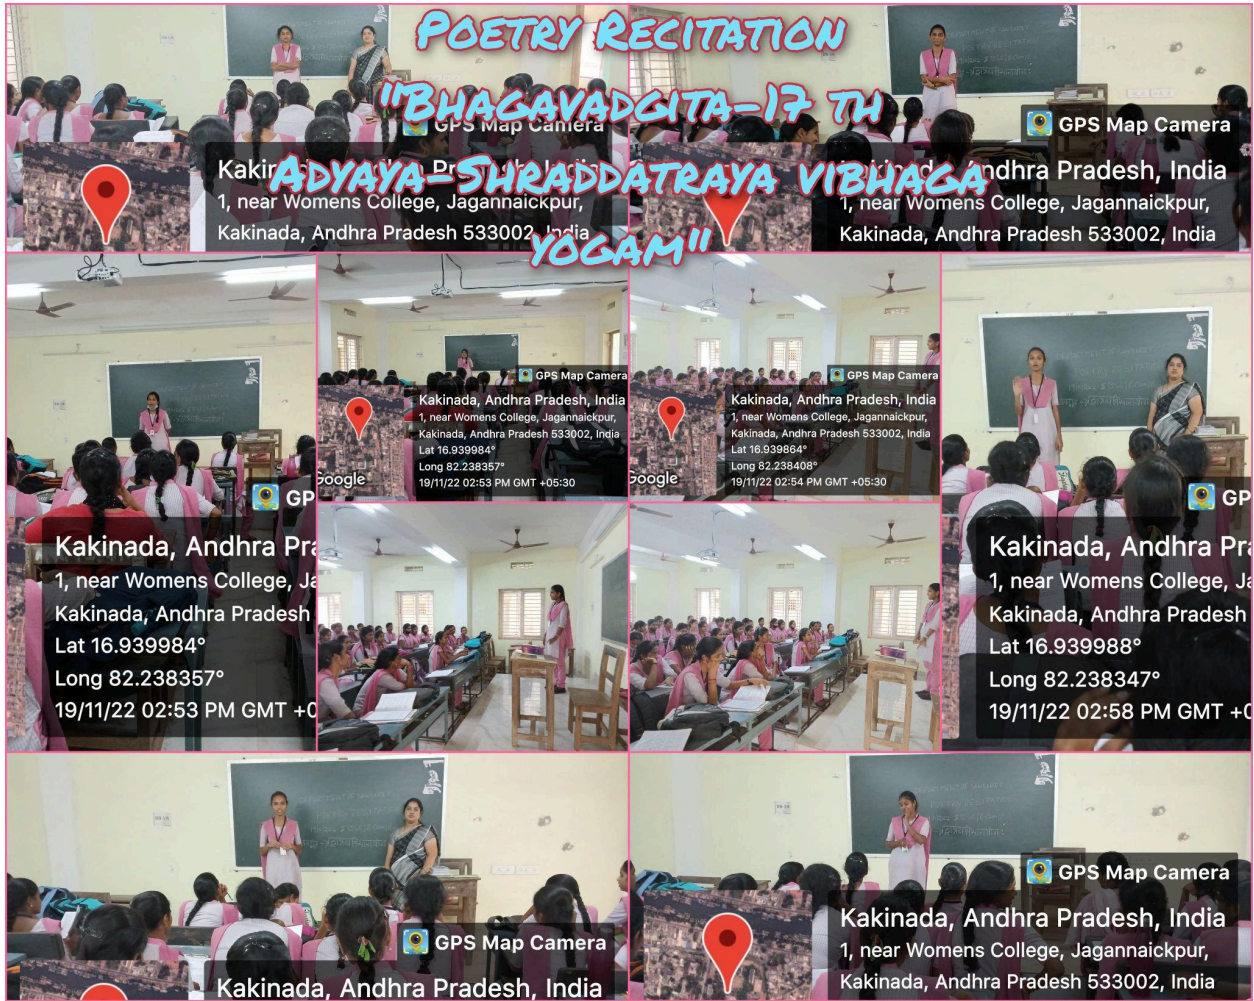 POETRY RECITATION
"BHAGAVADGITA-17 TH
ADYAYA-SHRADDATRAYA VIBHAGA
YOGAM"
GPS Map Camera
1, near Womens College, Jagannaickpur,
Kakinada, Andhra Pradesh 533002, India
GPS Map Camera
Andhra Pradesh, India
1, near Womens College, Jagannaickpur,
Kakinada, Andhra Pradesh 533002, India
GP
Kakinada, Andhra Pra
1, near Womens College, Ja
Kakinada, Andhra Pradesh
Lat 16.939984°
Long 82.238357°
19/11/22 02:53 PM GMT +0
GPS Map Camera
Kakinada, Andhra Pradesh, India
1, near Womens College, Jagannaickpur,
Kakinada, Andhra Pradesh 533002, India
Lat 16.939984°
Long 82.238357°
19/11/22 02:53 PM GMT +05:30
Google
GPS Map Camera
Kakinada, Andhra Pradesh, India
1, near Womens College, Jagannaickpur,
Kakinada, Andhra Pradesh 533002, India
Lat 16.939864°
Long 82.238408°
19/11/22 02:54 PM GMT +05:30
Google
GP
Kakinada, Andhra Pra
1, near Womens College, Ja
Kakinada, Andhra Pradesh
Lat 16.939988°
Long 82.238347°
19/11/22 02:58 PM GMT +0
GPS Map Camera
Kakinada, Andhra Pradesh, India
GPS Map Camera
Kakinada, Andhra Pradesh, India
1, near Womens College, Jagannaickpur,
Kakinada, Andhra Pradesh 533002, India